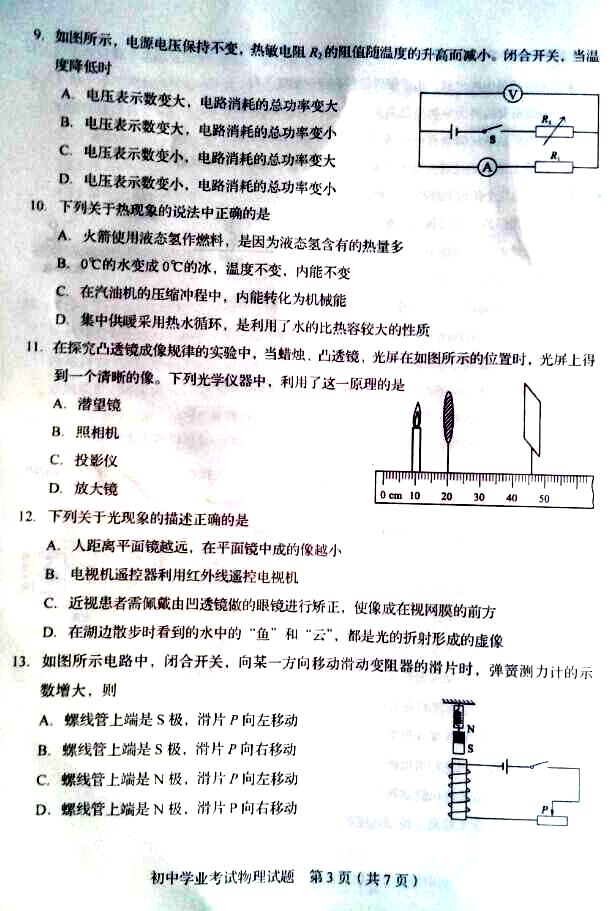 9. 如图所示，电源电压保持不变，热敏电阻 R₂的阻值随温度的升高而减小。闭合开关，当温
度降低时
A. 电压表示数变大，电路消耗的总功率变大
B. 电压表示数变大，电路消耗的总功率变小
C. 电压表示数变小，电路消耗的总功率变大
D. 电压表示数变小，电路消耗的总功率变小
V
R₂
S
A
R₁
10. 下列关于热现象的说法中正确的是
A. 火箭使用液态氢作燃料，是因为液态氢含有的热量多
B. 0℃的水变成0℃的冰，温度不变，内能不变
C. 在汽油机的压缩冲程中，内能转化为机械能
D. 集中供暖采用热水循环，是利用了水的比热容较大的性质
11. 在探究凸透镜成像规律的实验中，当蜡烛、凸透镜、光屏在如图所示的位置时，光屏上得
到一个清晰的像。下列光学仪器中，利用了这一原理的是
A. 潜望镜
B. 照相机
C. 投影仪
D. 放大镜
0 cm 10 20 30 40 50
12. 下列关于光现象的描述正确的是
A. 人距离平面镜越远，在平面镜中成的像越小
B. 电视机遥控器利用红外线遥控电视机
C. 近视患者需佩戴由凹透镜做的眼镜进行矫正，使像成在视网膜的前方
D. 在湖边散步时看到的水中的“鱼”和“云”，都是光的折射形成的虚像
13. 如图所示电路中，闭合开关，向某一方向移动滑动变阻器的滑片时，弹簧测力计的示
数增大，则
A. 螺线管上端是 S 极，滑片 P 向左移动
B. 螺线管上端是 S 极，滑片 P 向右移动
C. 螺线管上端是 N 极，滑片 P 向左移动
D. 螺线管上端是 N 极，滑片 P 向右移动
N
S
P
初中学业考试物理试题 第 3 页（共 7 页）